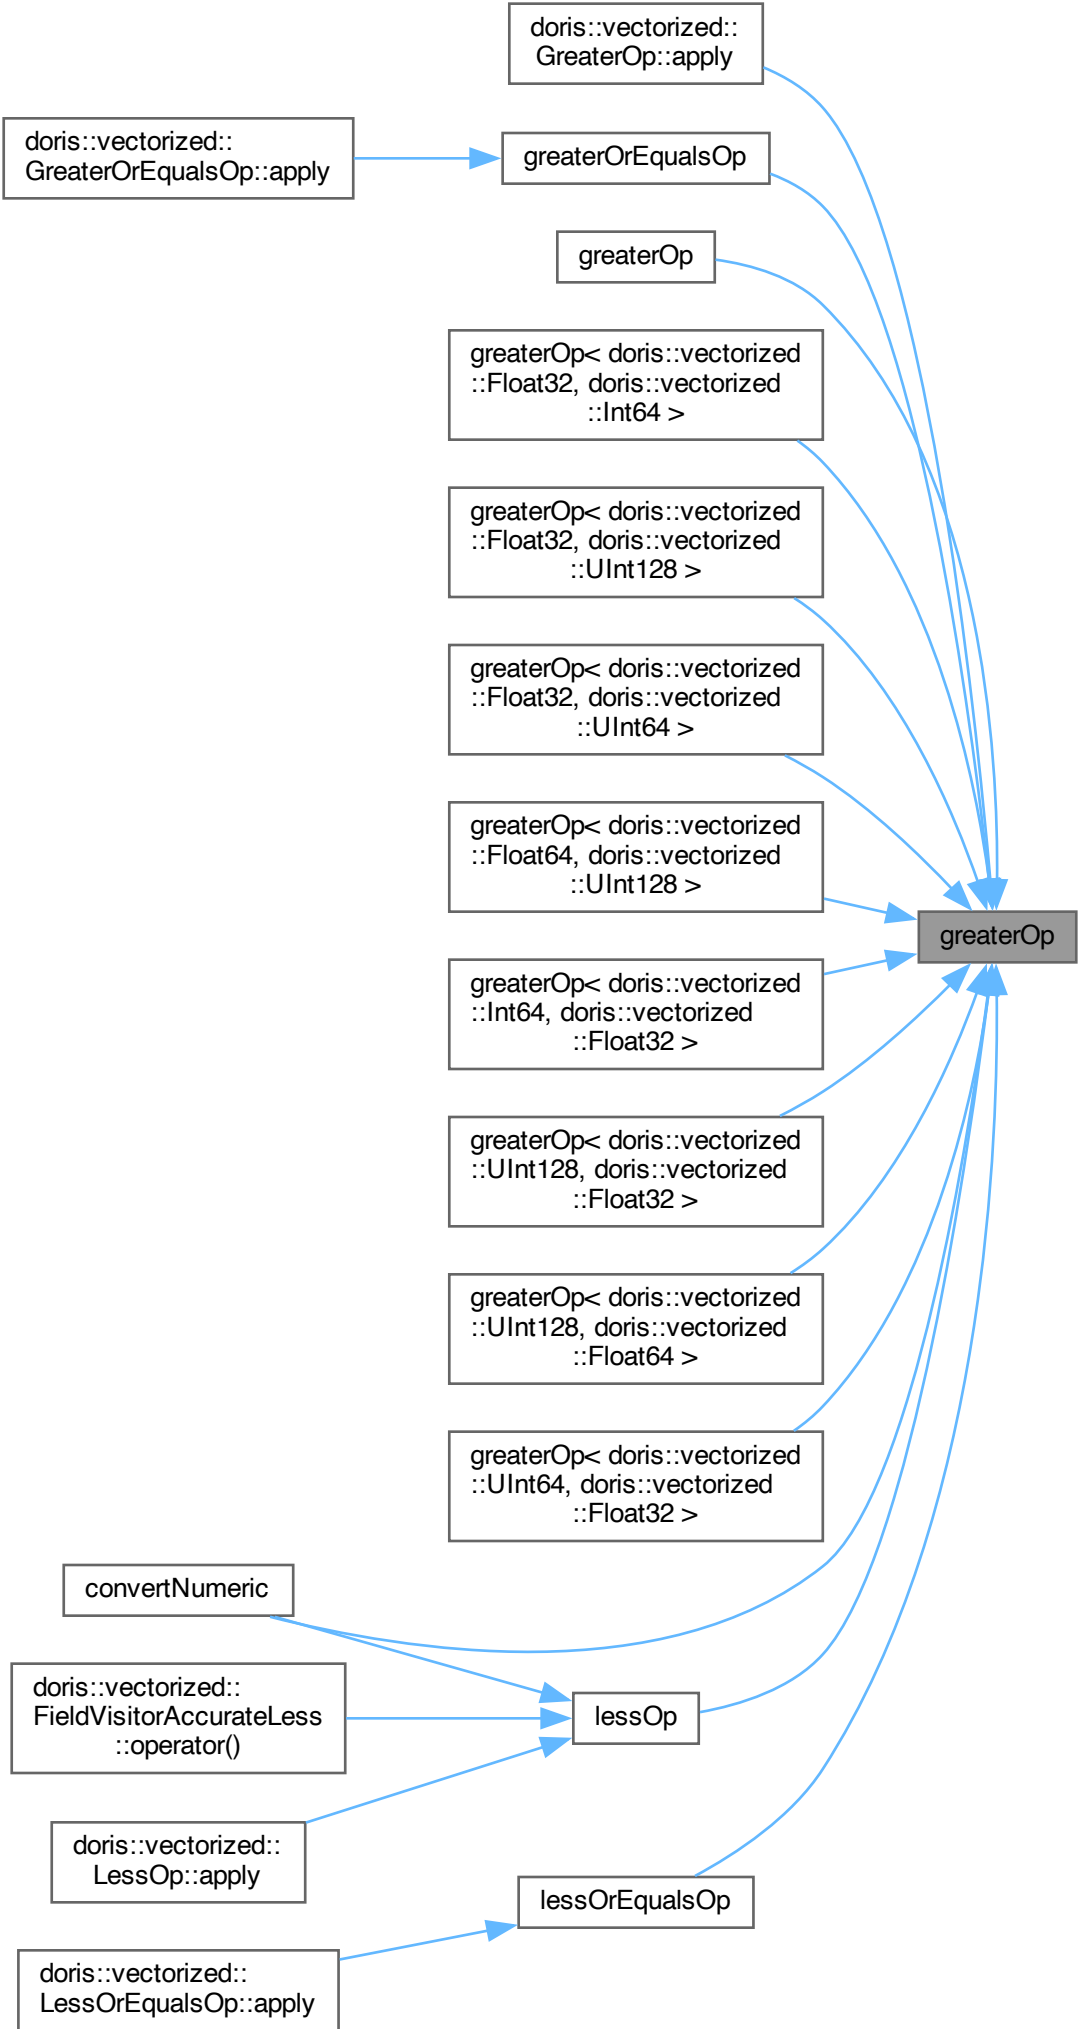 doris::vectorized::
GreaterOp::apply
doris::vectorized::
GreaterOrEqualsOp::apply
greaterOrEqualsOp
greaterOp
greaterOp< doris::vectorized
::Float32, doris::vectorized
::Int64 >
greaterOp< doris::vectorized
::Float32, doris::vectorized
::UInt128 >
greaterOp< doris::vectorized
::Float32, doris::vectorized
::UInt64 >
greaterOp< doris::vectorized
::Float64, doris::vectorized
::UInt128 >
greaterOp
greaterOp< doris::vectorized
::Int64, doris::vectorized
::Float32 >
greaterOp< doris::vectorized
::UInt128, doris::vectorized
::Float32 >
greaterOp< doris::vectorized
::UInt128, doris::vectorized
::Float64 >
greaterOp< doris::vectorized
::UInt64, doris::vectorized
::Float32 >
convertNumeric
doris::vectorized::
FieldVisitorAccurateLess
::operator()
lessOp
doris::vectorized::
LessOp::apply
lessOrEqualsOp
doris::vectorized::
LessOrEqualsOp::apply